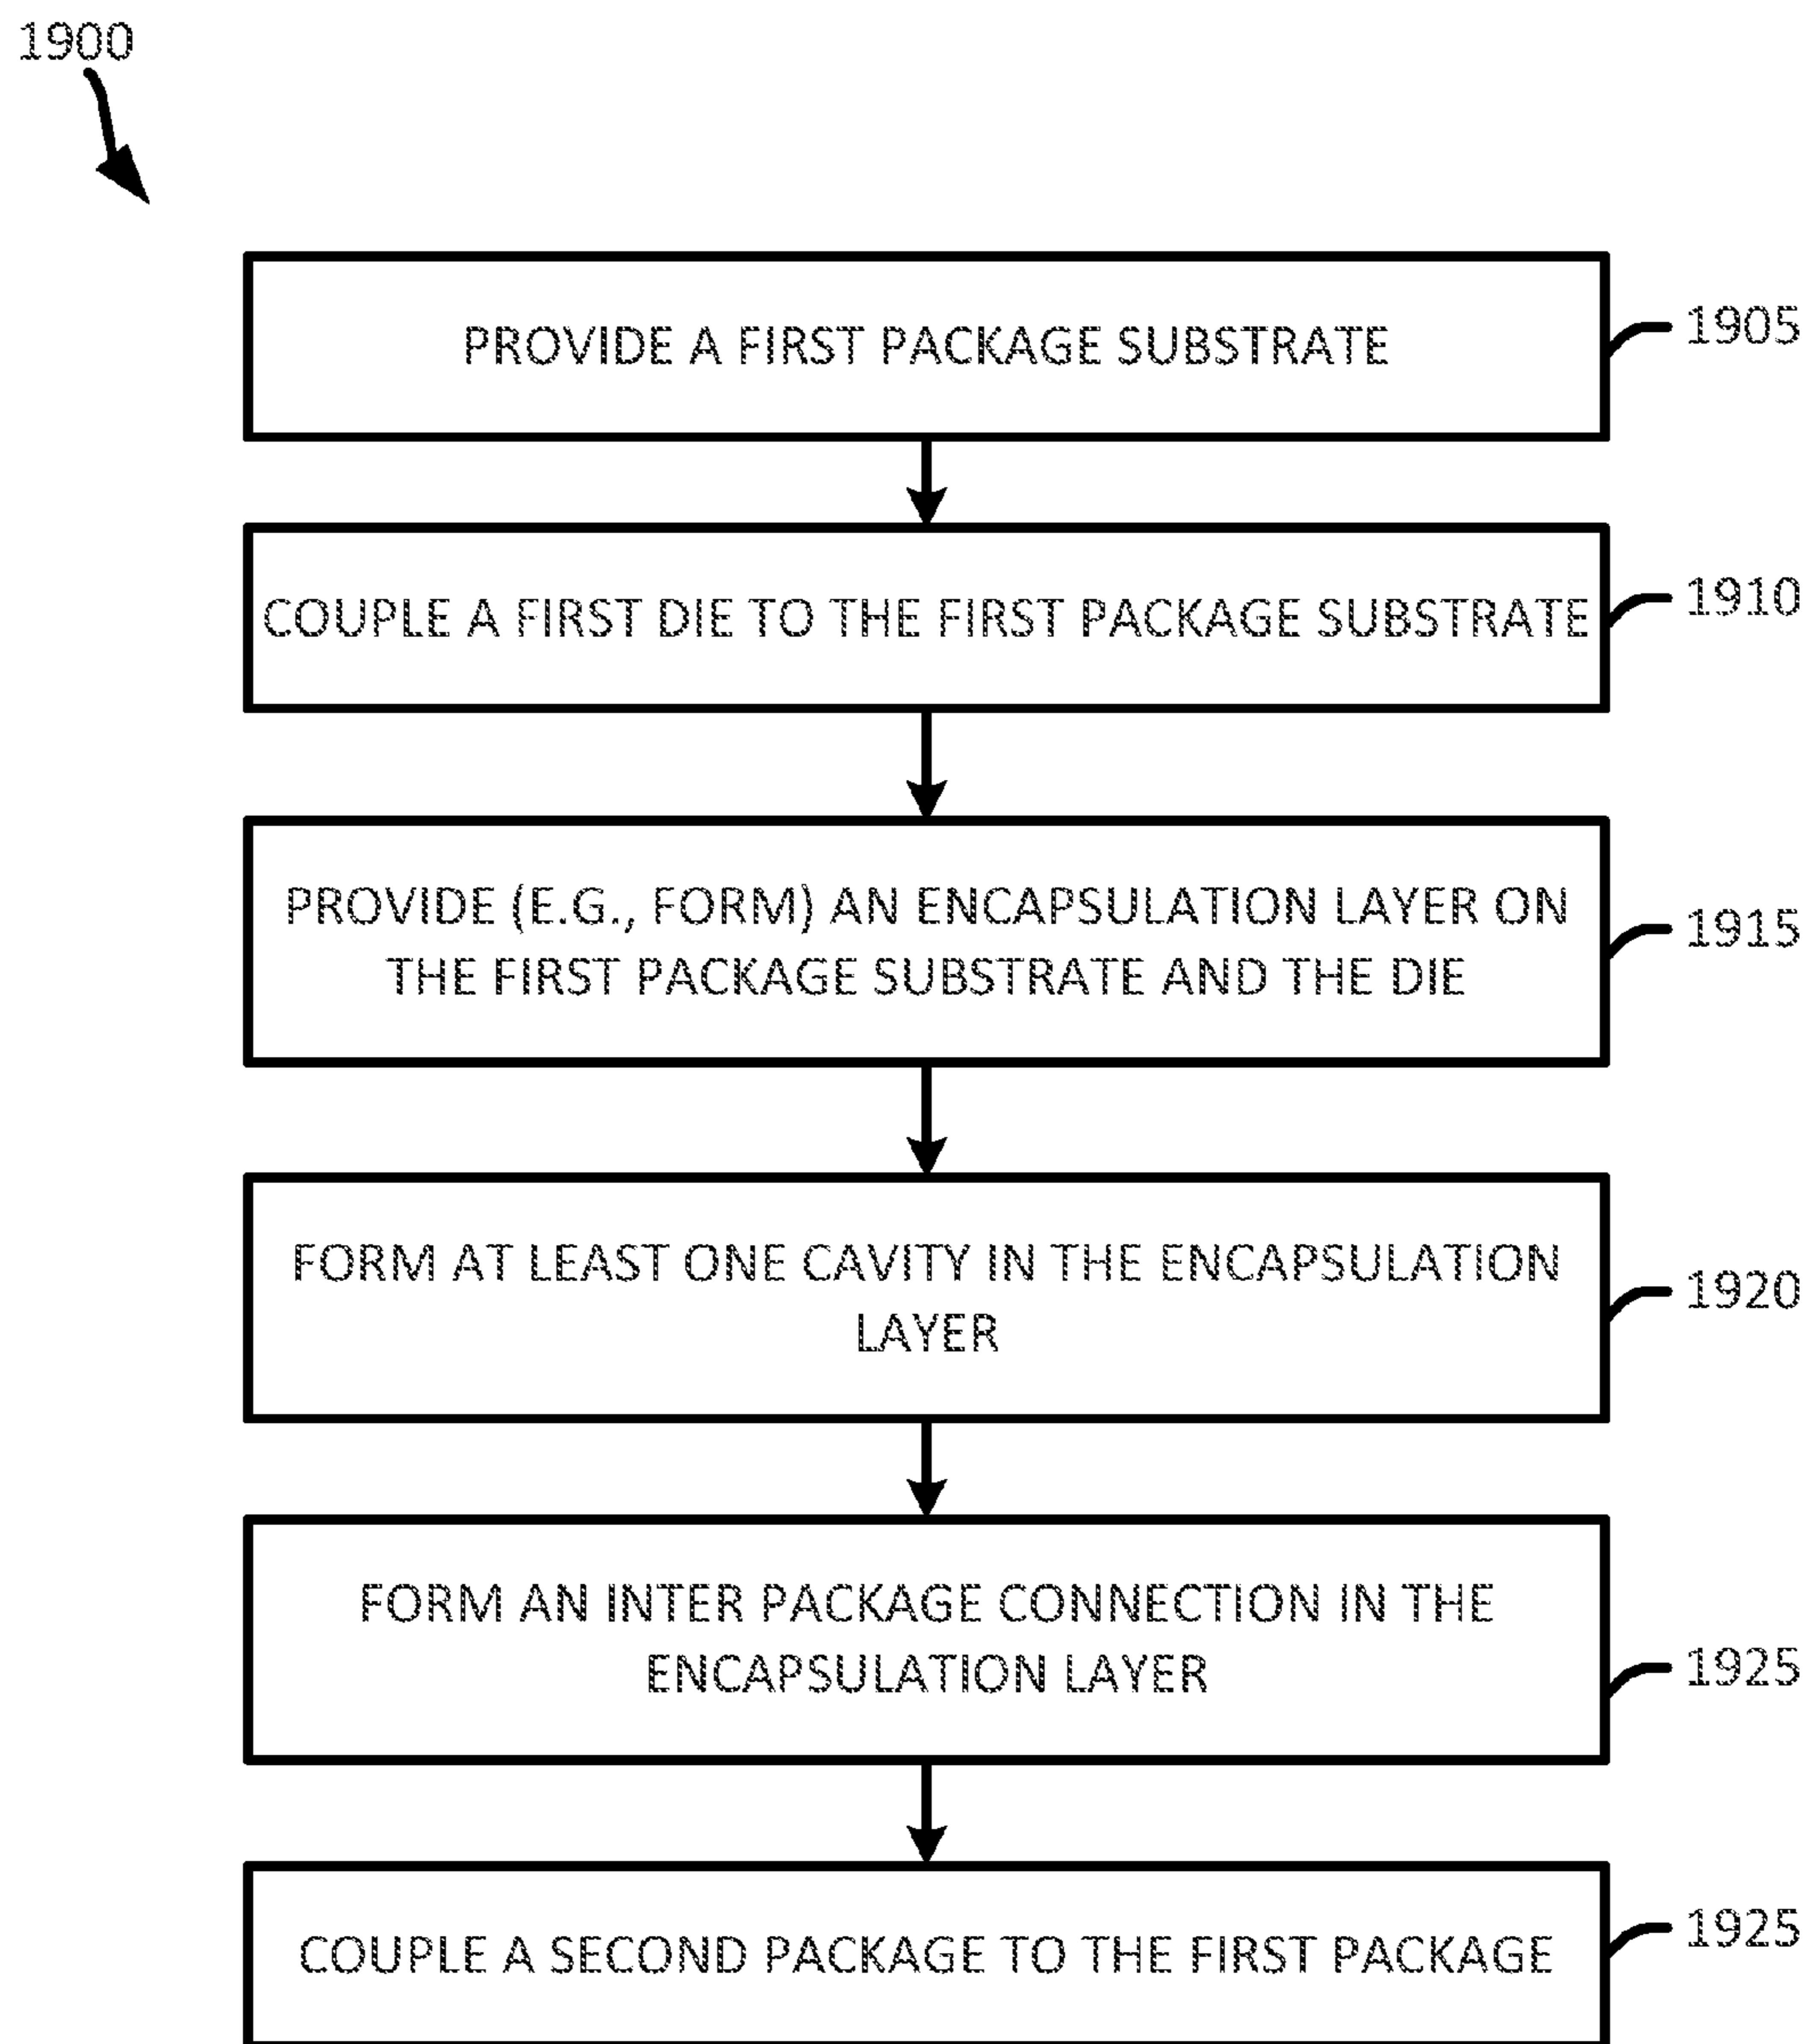 1900
PROVIDE A FIRST PACKAGE SUBSTRATE
1905
COUPLE A FIRST DIE TO THE FIRST PACKAGE SUBSTRATE
1910
PROVIDE (E.G., FORM) AN ENCAPSULATION LAYER ON
THE FIRST PACKAGE SUBSTRATE AND THE DIE
1915
FORM AT LEAST ONE CAVITY IN THE ENCAPSULATION
LAYER
1920
FORM AN INTER PACKAGE CONNECTION IN THE
ENCAPSULATION LAYER
1925
COUPLE A SECOND PACKAGE TO THE FIRST PACKAGE
1925